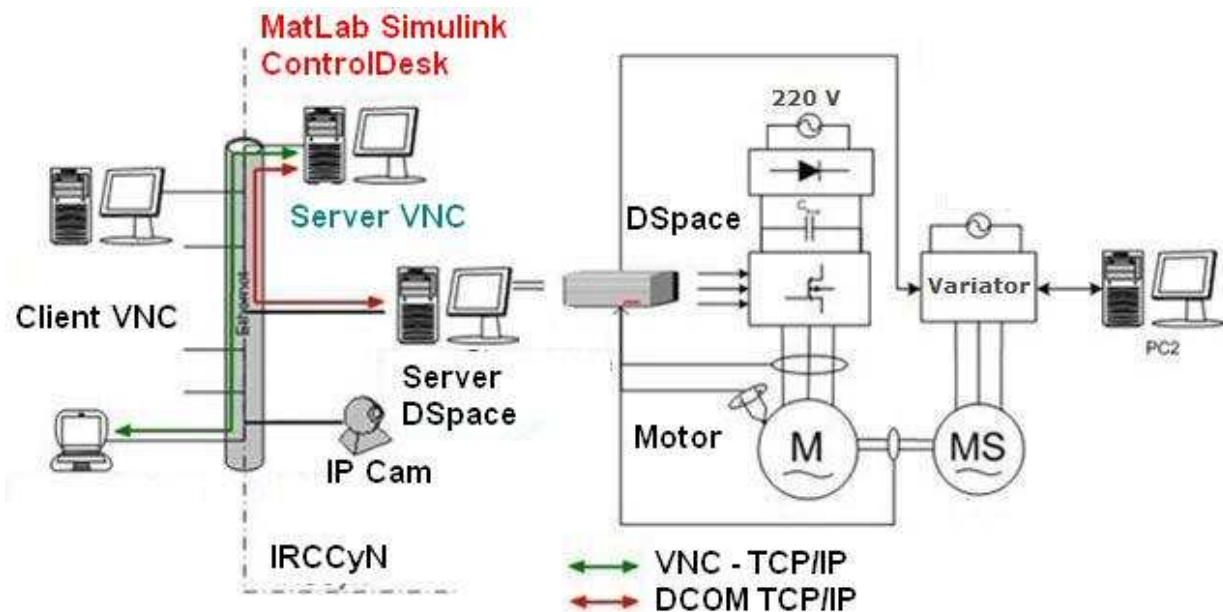 MatLab Simulink
ControlDesk
220 V
Server VNC
DSpace
Ethernet
Client VNC
Variator
PC2
Server
DSpace
Motor
M
MS
IP Cam
IRCCyN
VNC - TCP/IP
DCOM TCP/IP